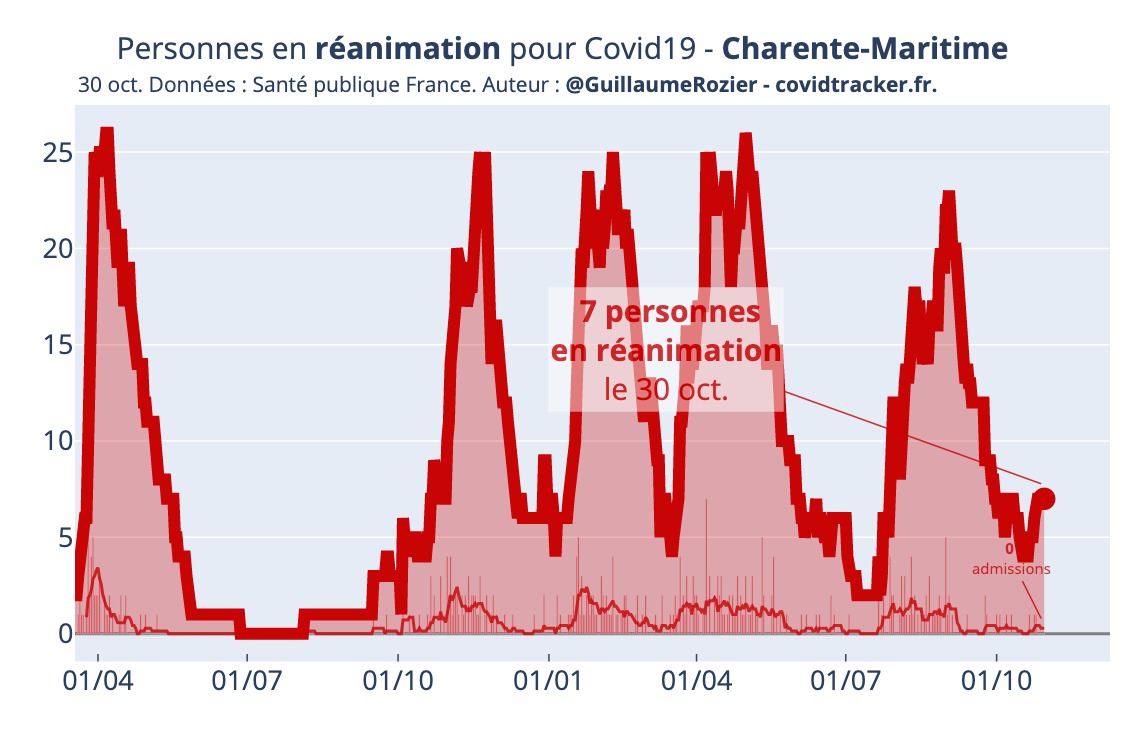 Personnes en réanimation pour Covid19 - Charente-Maritime
30 oct. Données : Santé publique France. Auteur : @GuillaumeRozier - covidtracker.fr.
25
20
15
10
5
0
7 personnes
en réanimation
le 30 oct.
0
admissions
01/04 01/07 01/10 01/01 01/04 01/07 01/10